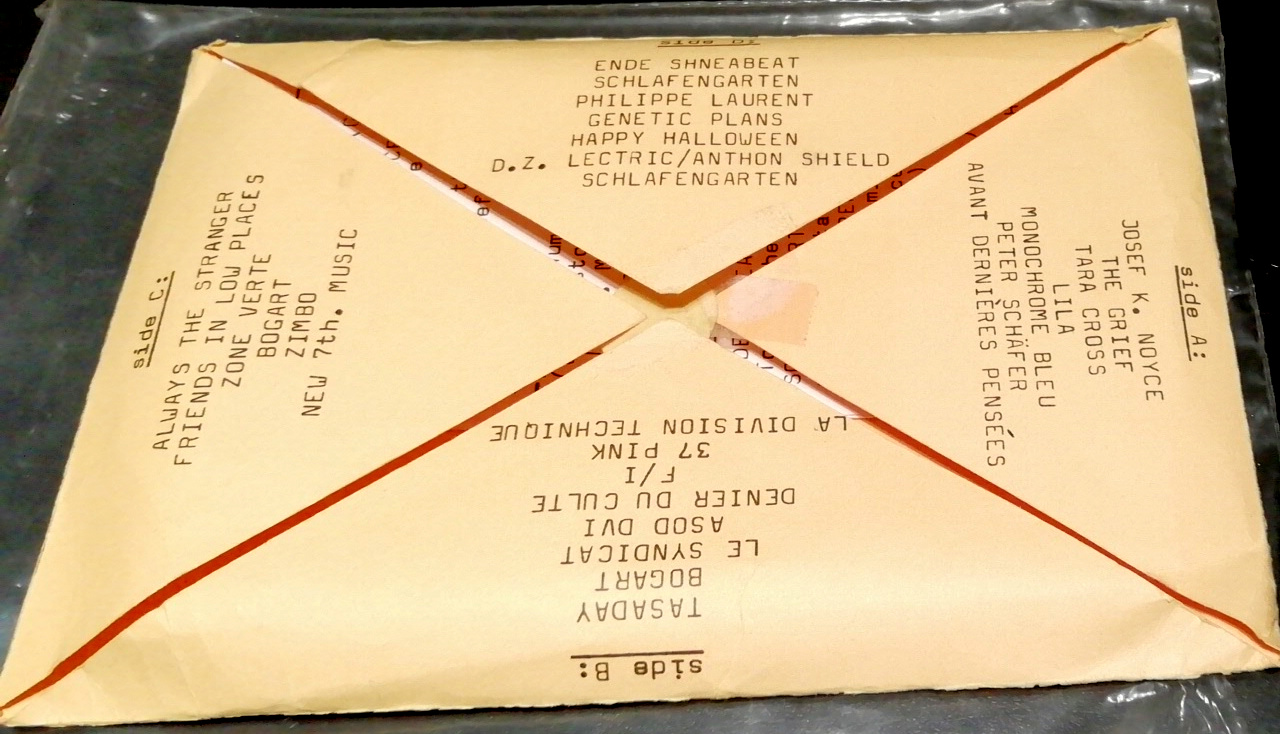 side D:
ENDE SHNEABEAT
SCHLAFENGARTEN
PHILIPPE LAURENT
GENETIC PLANS
HAPPY HALLOWEEN
D.Z. LECTRIC/ANTHON SHIELD
SCHLAFENGARTEN
side A:
JOSEF K. NOYCE
THE GRIEF
TARA CROSS
LILA
MONOCHROME BLEU
PETER SCHÄFER
AVANT DERNIÈRES PENSÉES
side B:
TASADAY
BOGART
LE SYNDICAT
ASOD DVI
DENIER DU CULTE
F/I
37 PINK
LA DIVISION TECHNIQUE
side C:
ALWAYS THE STRANGER
FRIENDS IN LOW PLACES
ZONE VERTE
BOGART
ZIMBO
NEW 7th. MUSIC